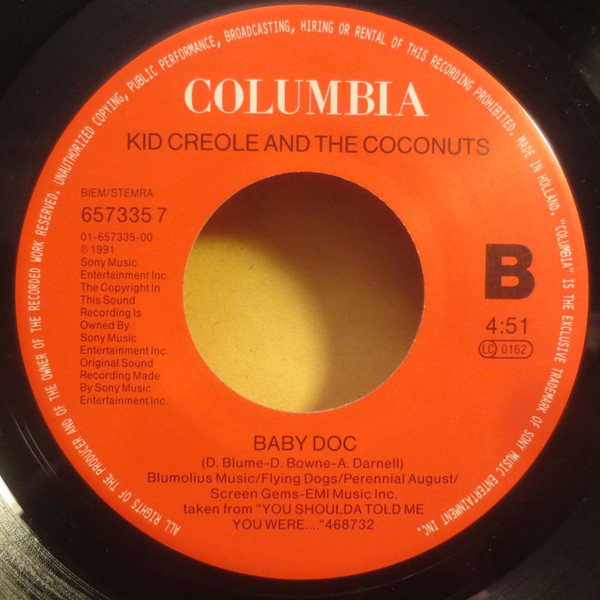 UNAUTHORIZED COPYING, PUBLIC PERFORMANCE, BROADCASTING, HIRING OR RENTAL OF THIS RECORDING PROHIBITED. MADE IN HOLLAND. "COLUMBIA" IS THE EXCLUSIVE TRADEMARK OF SONY MUSIC ENTERTAINMENT INC.
COLUMBIA
KID CREOLE AND THE COCONUTS
BIEM/STEMRA
657335 7
01-657335-00
℗ 1991
Sony Music
Entertainment Inc.
The Copyright In
This Sound
Recording Is
Owned By
Sony Music
Entertainment Inc.
Original Sound
Recording Made
By Sony Music
Entertainment Inc.
B
4:51
LC 0162
BABY DOC
(D. Blume-D. Bowne-A. Darnell)
Blumolius Music/Flying Dogs/Perennial August/
Screen Gems-EMI Music Inc.
taken from "YOU SHOULDA TOLD ME
YOU WERE...."468732
ALL RIGHTS OF THE PRODUCER AND OF THE OWNER OF THE RECORDED WORK RESERVED.